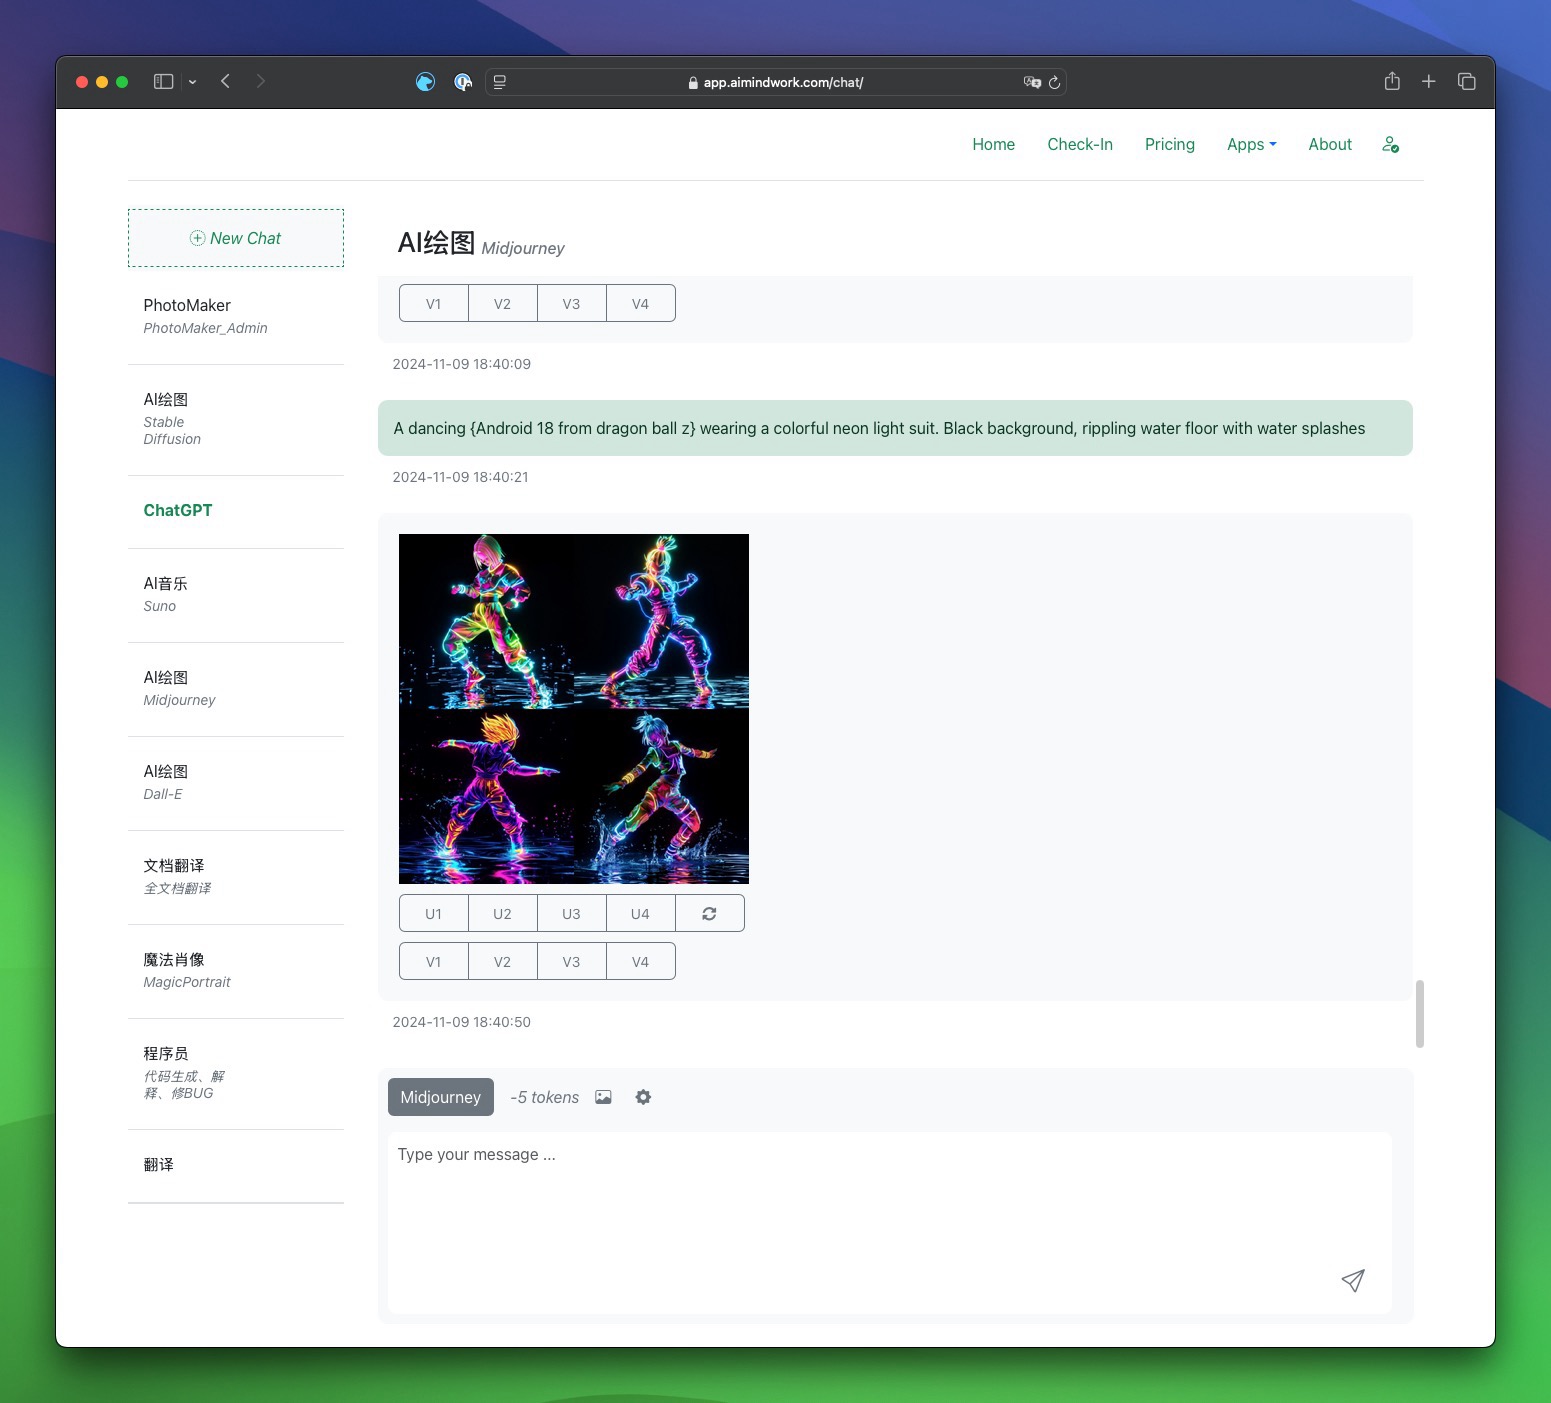 app.aimindwork.com/chat/
Home Check-In Pricing Apps About
New Chat
PhotoMaker
PhotoMaker_Admin
AI绘图
Stable
Diffusion
ChatGPT
AI音乐
Suno
AI绘图
Midjourney
AI绘图
Dall-E
文档翻译
全文档翻译
魔法肖像
MagicPortrait
程序员
代码生成、解
释、修BUG
翻译
AI绘图 Midjourney
V1 V2 V3 V4
2024-11-09 18:40:09
A dancing {Android 18 from dragon ball z} wearing a colorful neon light suit. Black background, rippling water floor with water splashes
2024-11-09 18:40:21
U1 U2 U3 U4
V1 V2 V3 V4
2024-11-09 18:40:50
Midjourney -5 tokens
Type your message ...